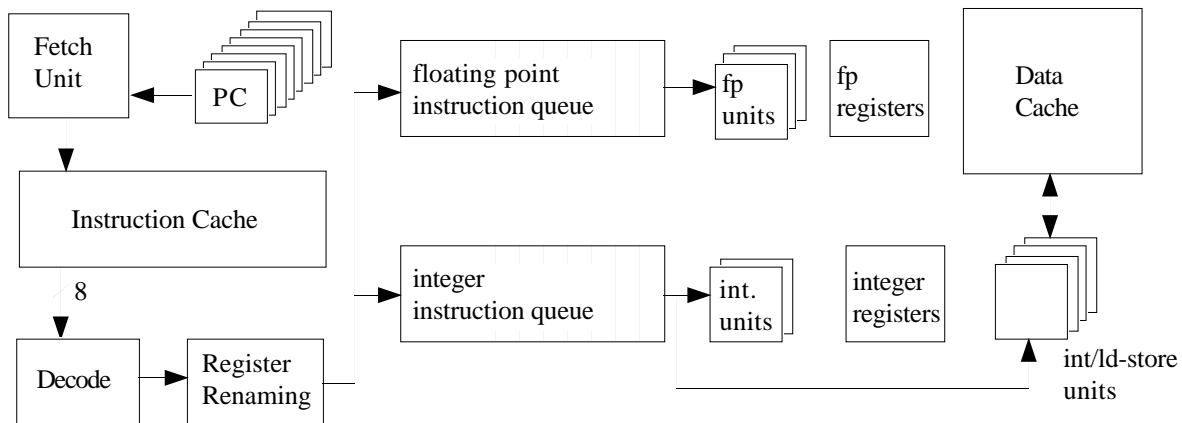 Fetch
Unit
PC
floating point
instruction queue
fp
units
fp
registers
Data
Cache
Instruction Cache
8
integer
instruction queue
int.
units
integer
registers
int/ld-store
units
Decode
Register
Renaming